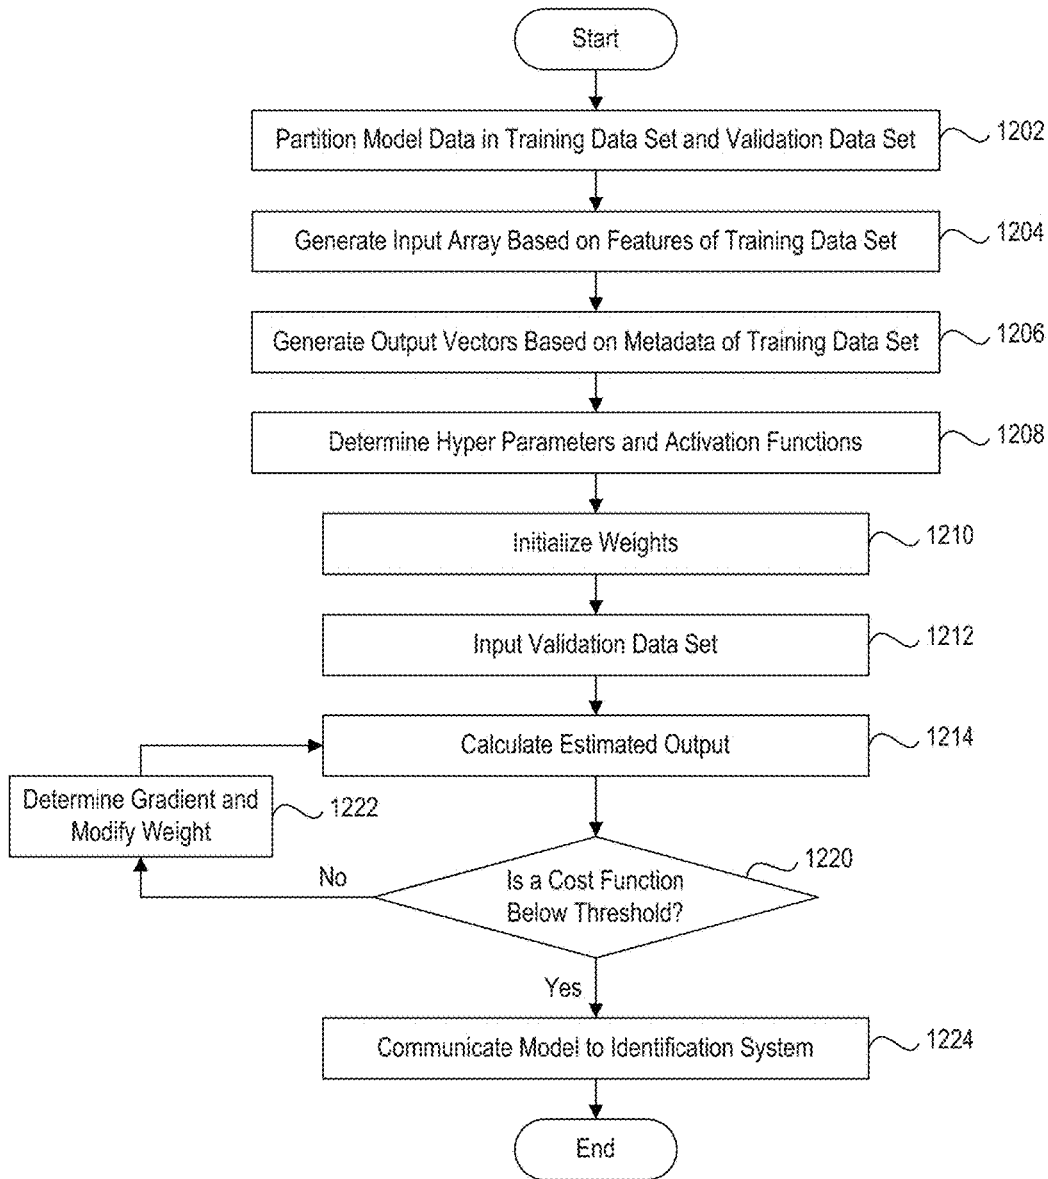 Start
Partition Model Data in Training Data Set and Validation Data Set
1202
Generate Input Array Based on Features of Training Data Set
1204
Generate Output Vectors Based on Metadata of Training Data Set
1206
Determine Hyper Parameters and Activation Functions
1208
Initialize Weights
1210
Input Validation Data Set
1212
Calculate Estimated Output
1214
Determine Gradient and
Modify Weight
1222
Is a Cost Function
Below Threshold?
1220
No
Yes
Communicate Model to Identification System
1224
End